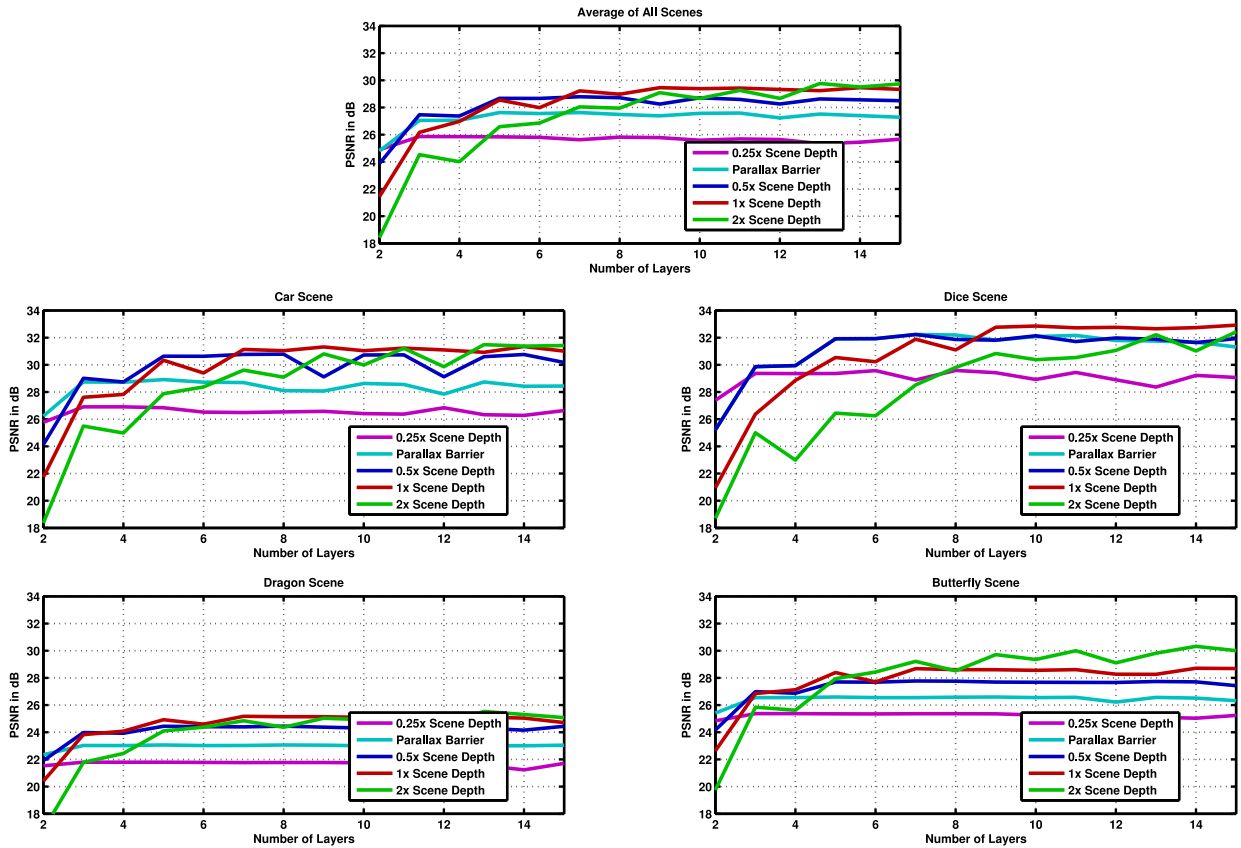 Average of All Scenes
34
32
30
28
26
24
22
20
18
PSNR in dB
0.25x Scene Depth
Parallax Barrier
0.5x Scene Depth
1x Scene Depth
2x Scene Depth
2 4 6 8 10 12 14
Number of Layers
Car Scene
34
32
30
28
26
24
22
20
18
PSNR in dB
0.25x Scene Depth
Parallax Barrier
0.5x Scene Depth
1x Scene Depth
2x Scene Depth
2 4 6 8 10 12 14
Number of Layers
Dice Scene
34
32
30
28
26
24
22
20
18
PSNR in dB
0.25x Scene Depth
Parallax Barrier
0.5x Scene Depth
1x Scene Depth
2x Scene Depth
2 4 6 8 10 12 14
Number of Layers
Dragon Scene
34
32
30
28
26
24
22
20
18
PSNR in dB
0.25x Scene Depth
Parallax Barrier
0.5x Scene Depth
1x Scene Depth
2x Scene Depth
2 4 6 8 10 12 14
Number of Layers
Butterfly Scene
34
32
30
28
26
24
22
20
18
PSNR in dB
0.25x Scene Depth
Parallax Barrier
0.5x Scene Depth
1x Scene Depth
2x Scene Depth
2 4 6 8 10 12 14
Number of Layers